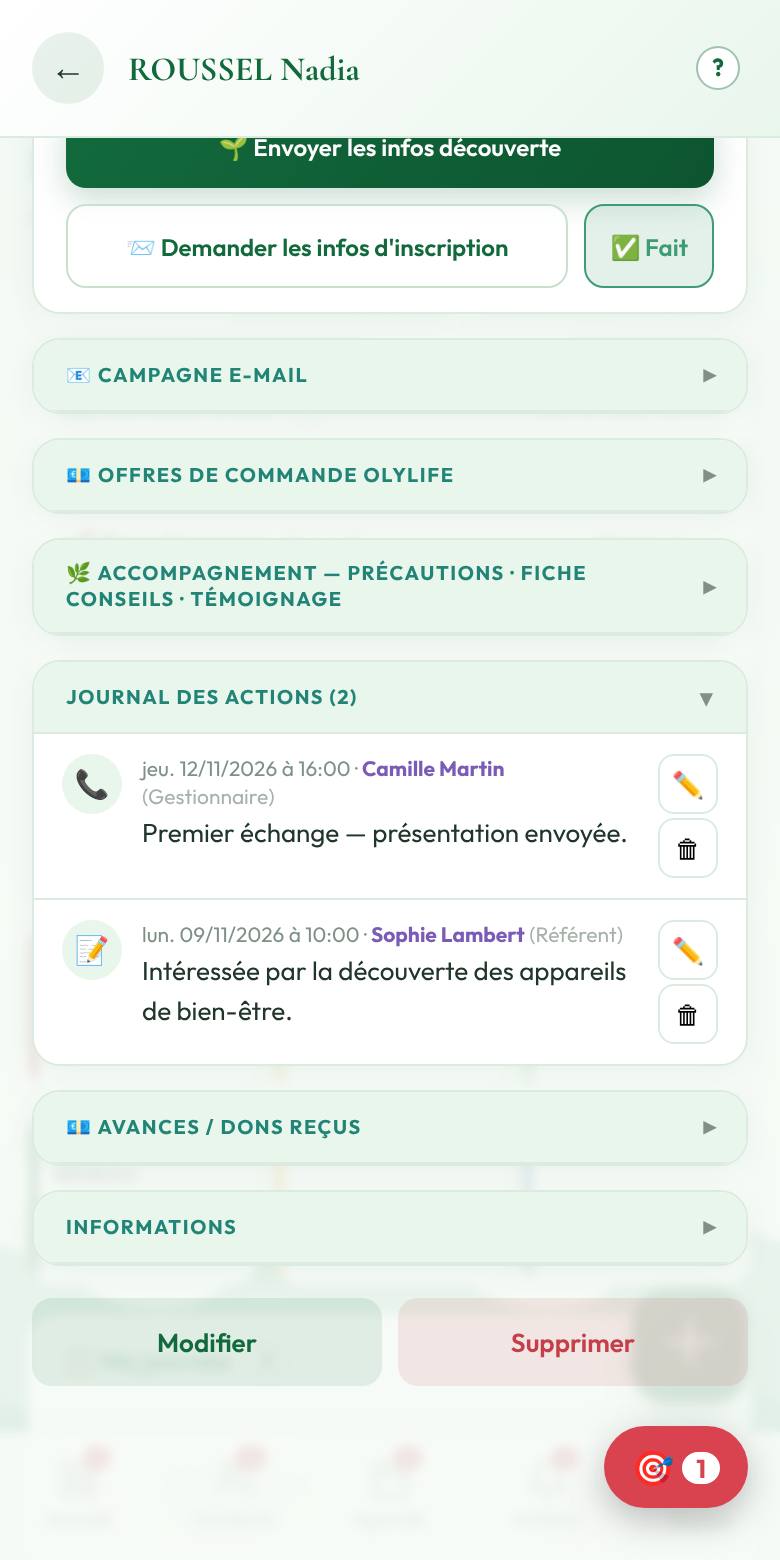 ← ROUSSEL Nadia ?
🌱 Envoyer les infos découverte
📨 Demander les infos d'inscription
✅ Fait
📧 CAMPAGNE E-MAIL ▶
💶 OFFRES DE COMMANDE OLYLIFE ▶
🌿 ACCOMPAGNEMENT — PRÉCAUTIONS · FICHE
CONSEILS · TÉMOIGNAGE ▶
JOURNAL DES ACTIONS (2) ▼
jeu. 12/11/2026 à 16:00 · Camille Martin
(Gestionnaire)
Premier échange — présentation envoyée.
lun. 09/11/2026 à 10:00 · Sophie Lambert (Référent)
Intéressée par la découverte des appareils
de bien-être.
💶 AVANCES / DONS REÇUS ▶
INFORMATIONS ▶
Modifier
Supprimer
🎯 1